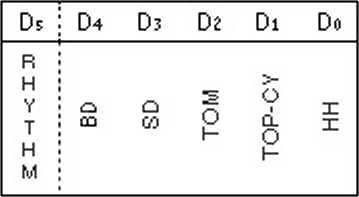 D5 D4 D3 D2 D1 D0
RHYTHM BD SD TOM TOP-CY HH